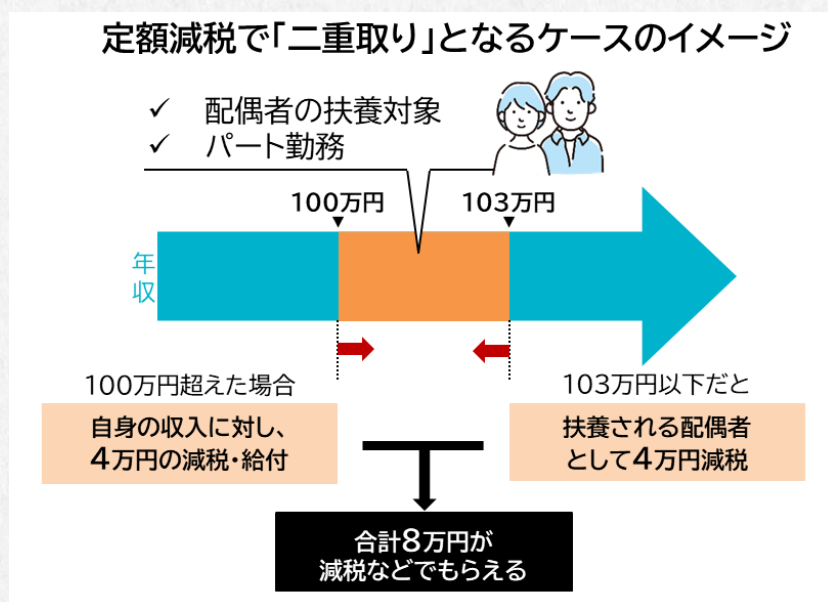 定額減税で「二重取り」となるケースのイメージ
✓ 配偶者の扶養対象
✓ パート勤務
100万円
103万円
年
収
100万円超えた場合
自身の収入に対し、
4万円の減税・給付
103万円以下だと
扶養される配偶者
として4万円減税
合計8万円が
減税などでもらえる